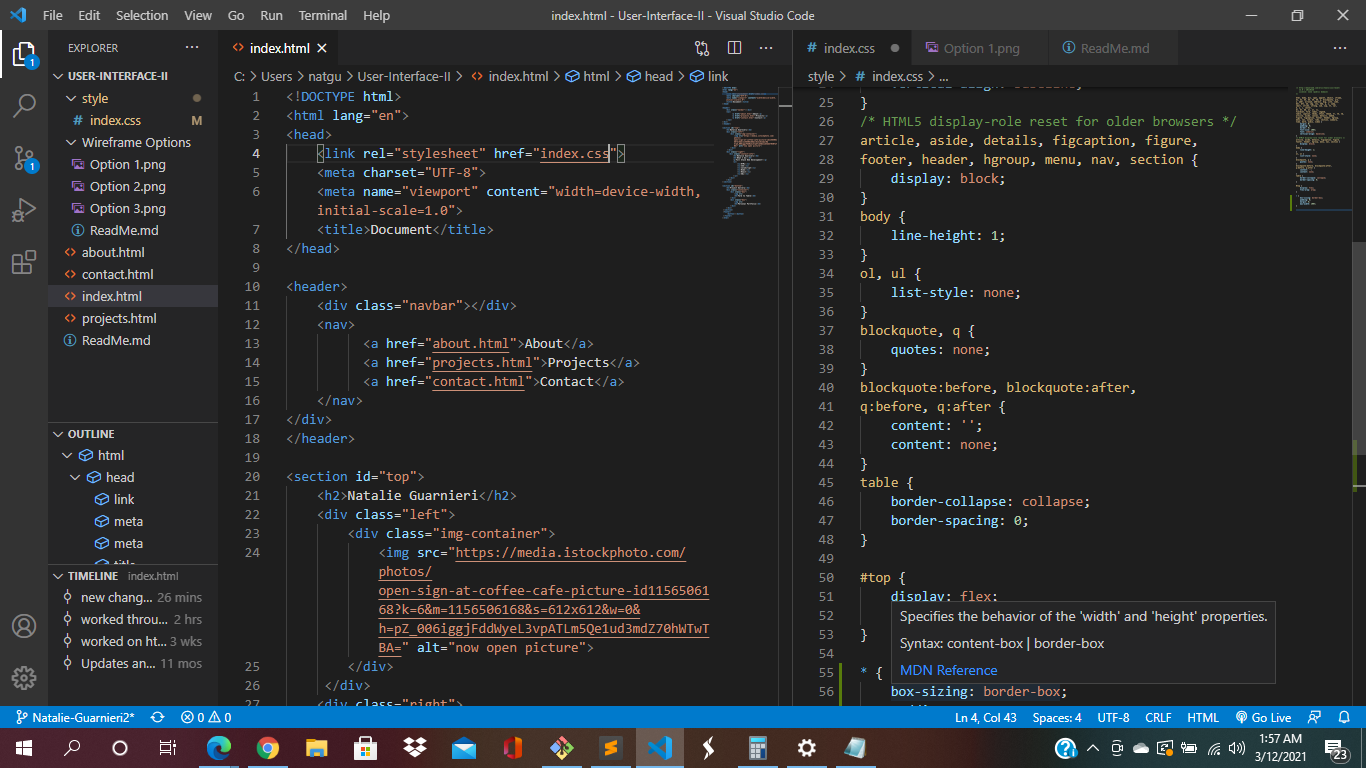 File Edit Selection View Go Run Terminal Help
index.html - User-Interface-II - Visual Studio Code
EXPLORER
USER-INTERFACE-II
style
# index.css M
Wireframe Options
Option 1.png
Option 2.png
Option 3.png
ReadMe.md
about.html
contact.html
index.html
projects.html
ReadMe.md
OUTLINE
html
head
link
meta
meta
TIMELINE index.html
new chang... 26 mins
worked throu... 2 hrs
worked on ht... 3 hrs
Updates an... 11 mos
index.html
C: > Users > natgu > User-Interface-II > index.html > html > head > link
1 <!DOCTYPE html>
2 <html lang="en">
3 <head>
4 <link rel="stylesheet" href="index.css">
5 <meta charset="UTF-8">
6 <meta name="viewport" content="width=device-width,
initial-scale=1.0">
7 <title>Document</title>
8 </head>
9
10 <header>
11 <div class="navbar"></div>
12 <nav>
13 <a href="about.html">About</a>
14 <a href="projects.html">Projects</a>
15 <a href="contact.html">Contact</a>
16 </nav>
17 </div>
18 </header>
19
20 <section id="top">
21 <h2>Natalie Guarnieri</h2>
22 <div class="left">
23 <div class="img-container">
24 <img src="https://media.istockphoto.com/
photos/
open-sign-at-coffee-cafe-picture-id11565061
68?k=6&m=1156506168&s=612x612&w=0&
h=pZ_006iggjFddWyeL3vpATLm5Qe1ud3mdZ70hWTwT
BA=" alt="now open picture">
25 </div>
26 </div>
27 <div class="right">
# index.css
Option 1.png
ReadMe.md
style > # index.css > ...
25 }
26 /* HTML5 display-role reset for older browsers */
27 article, aside, details, figcaption, figure,
28 footer, header, hgroup, menu, nav, section {
29 display: block;
30 }
31 body {
32 line-height: 1;
33 }
34 ol, ul {
35 list-style: none;
36 }
37 blockquote, q {
38 quotes: none;
39 }
40 blockquote:before, blockquote:after,
41 q:before, q:after {
42 content: '';
43 content: none;
44 }
45 table {
46 border-collapse: collapse;
47 border-spacing: 0;
48 }
49
50 #top {
51 display: flex;
52
53 }
54
55 * {
56 box-sizing: border-box;
Specifies the behavior of the 'width' and 'height' properties.
Syntax: content-box | border-box
MDN Reference
Natalie-Guarnieri2* 0 0
Ln 4, Col 43 Spaces: 4 UTF-8 CRLF HTML Go Live
1:57 AM
3/12/2021
23